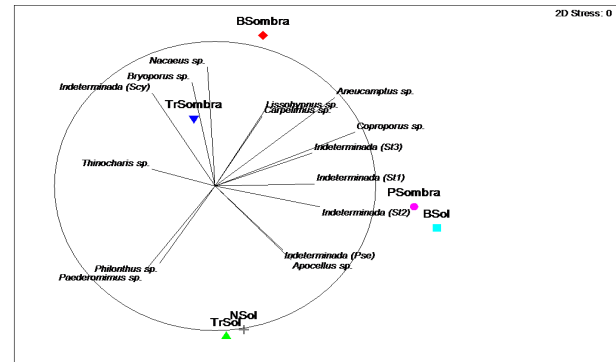 2D Stress: 0
BSombra
Nacaeus sp.
Bryoporus sp.
Indeterminada (Scy)
Aneucamptus sp.
TrSombra
Lissohypnus sp.
Carpelimus sp.
Coproporus sp.
Indeterminada (St3)
Thinocharis sp.
Indeterminada (St1)
PSombra
Indeterminada (St2)
BSol
Indeterminada (Pse)
Apocellus sp.
Philonthus sp.
Paederomimus sp.
NSol
TrSol